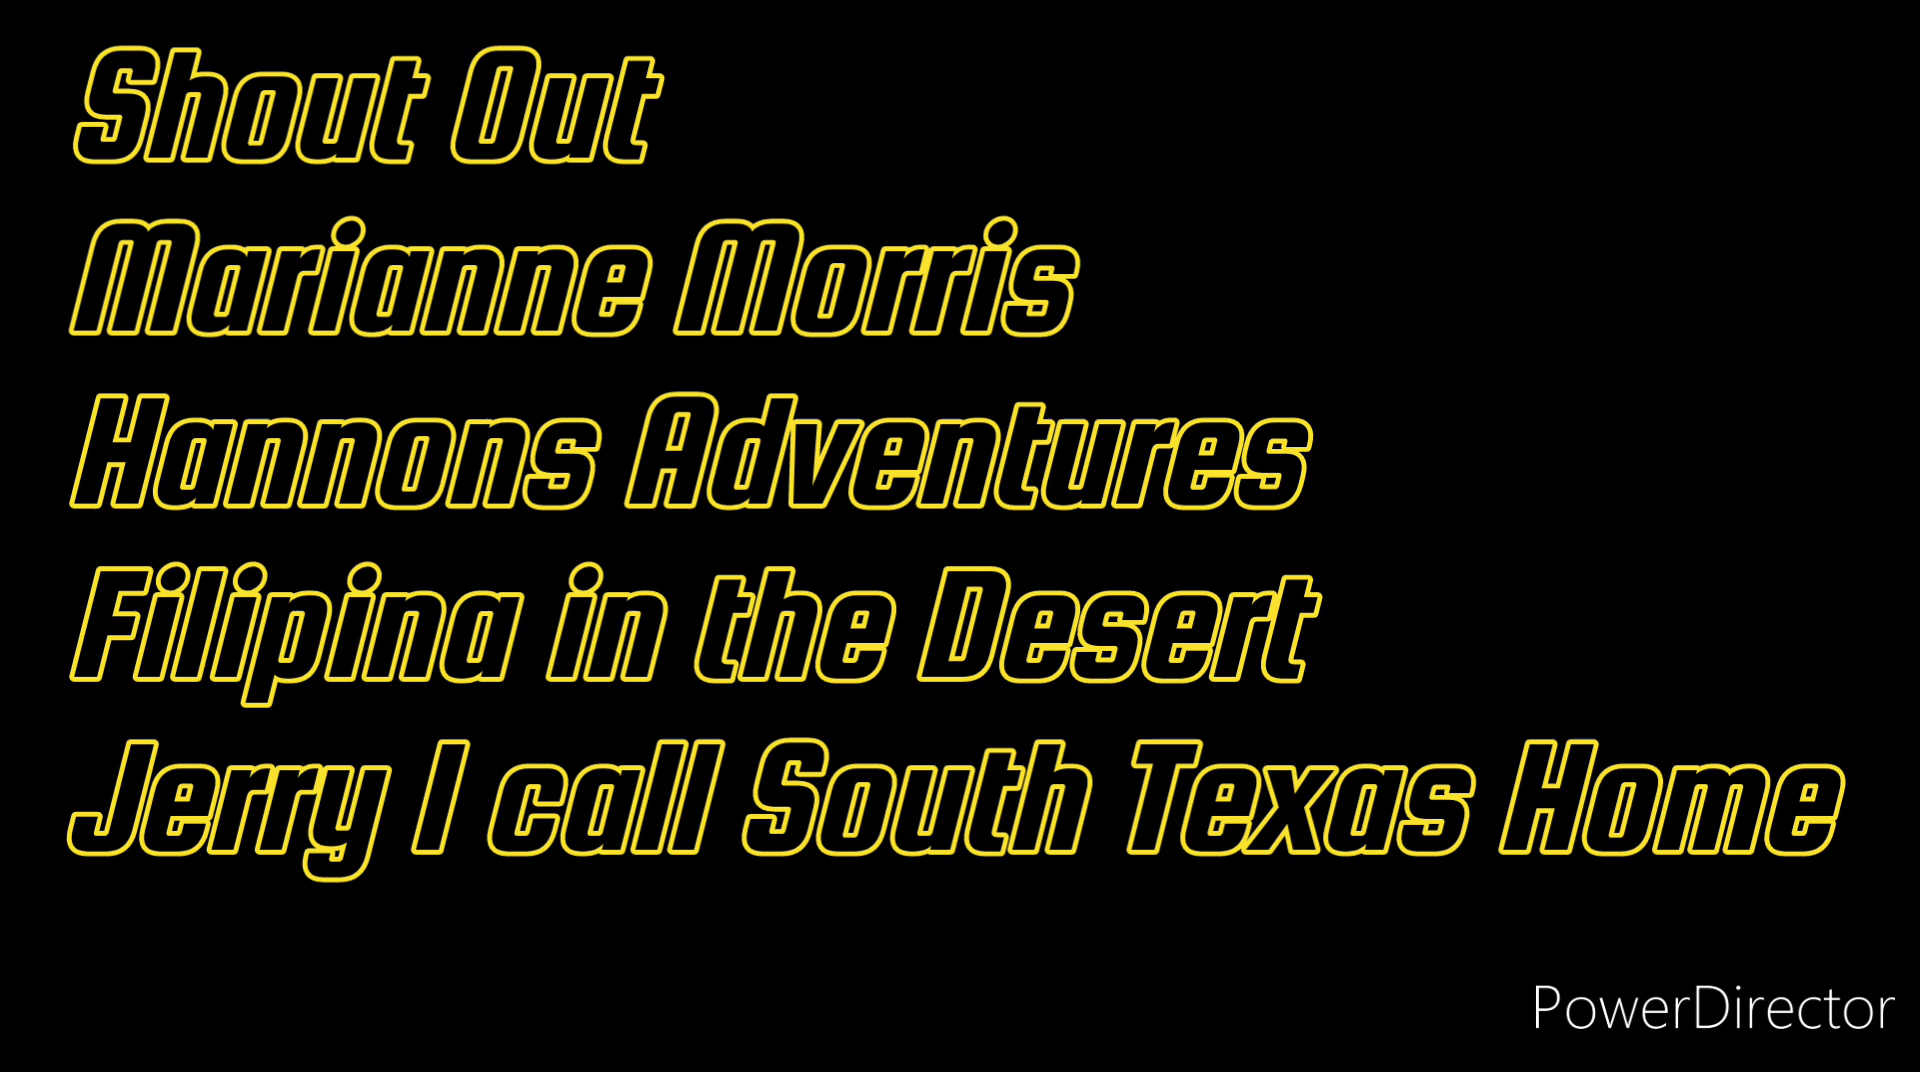 Shout Out
Marianne Morris
Hannons Adventures
Filipina in the Desert
Jerry I call South Texas Home
PowerDirector